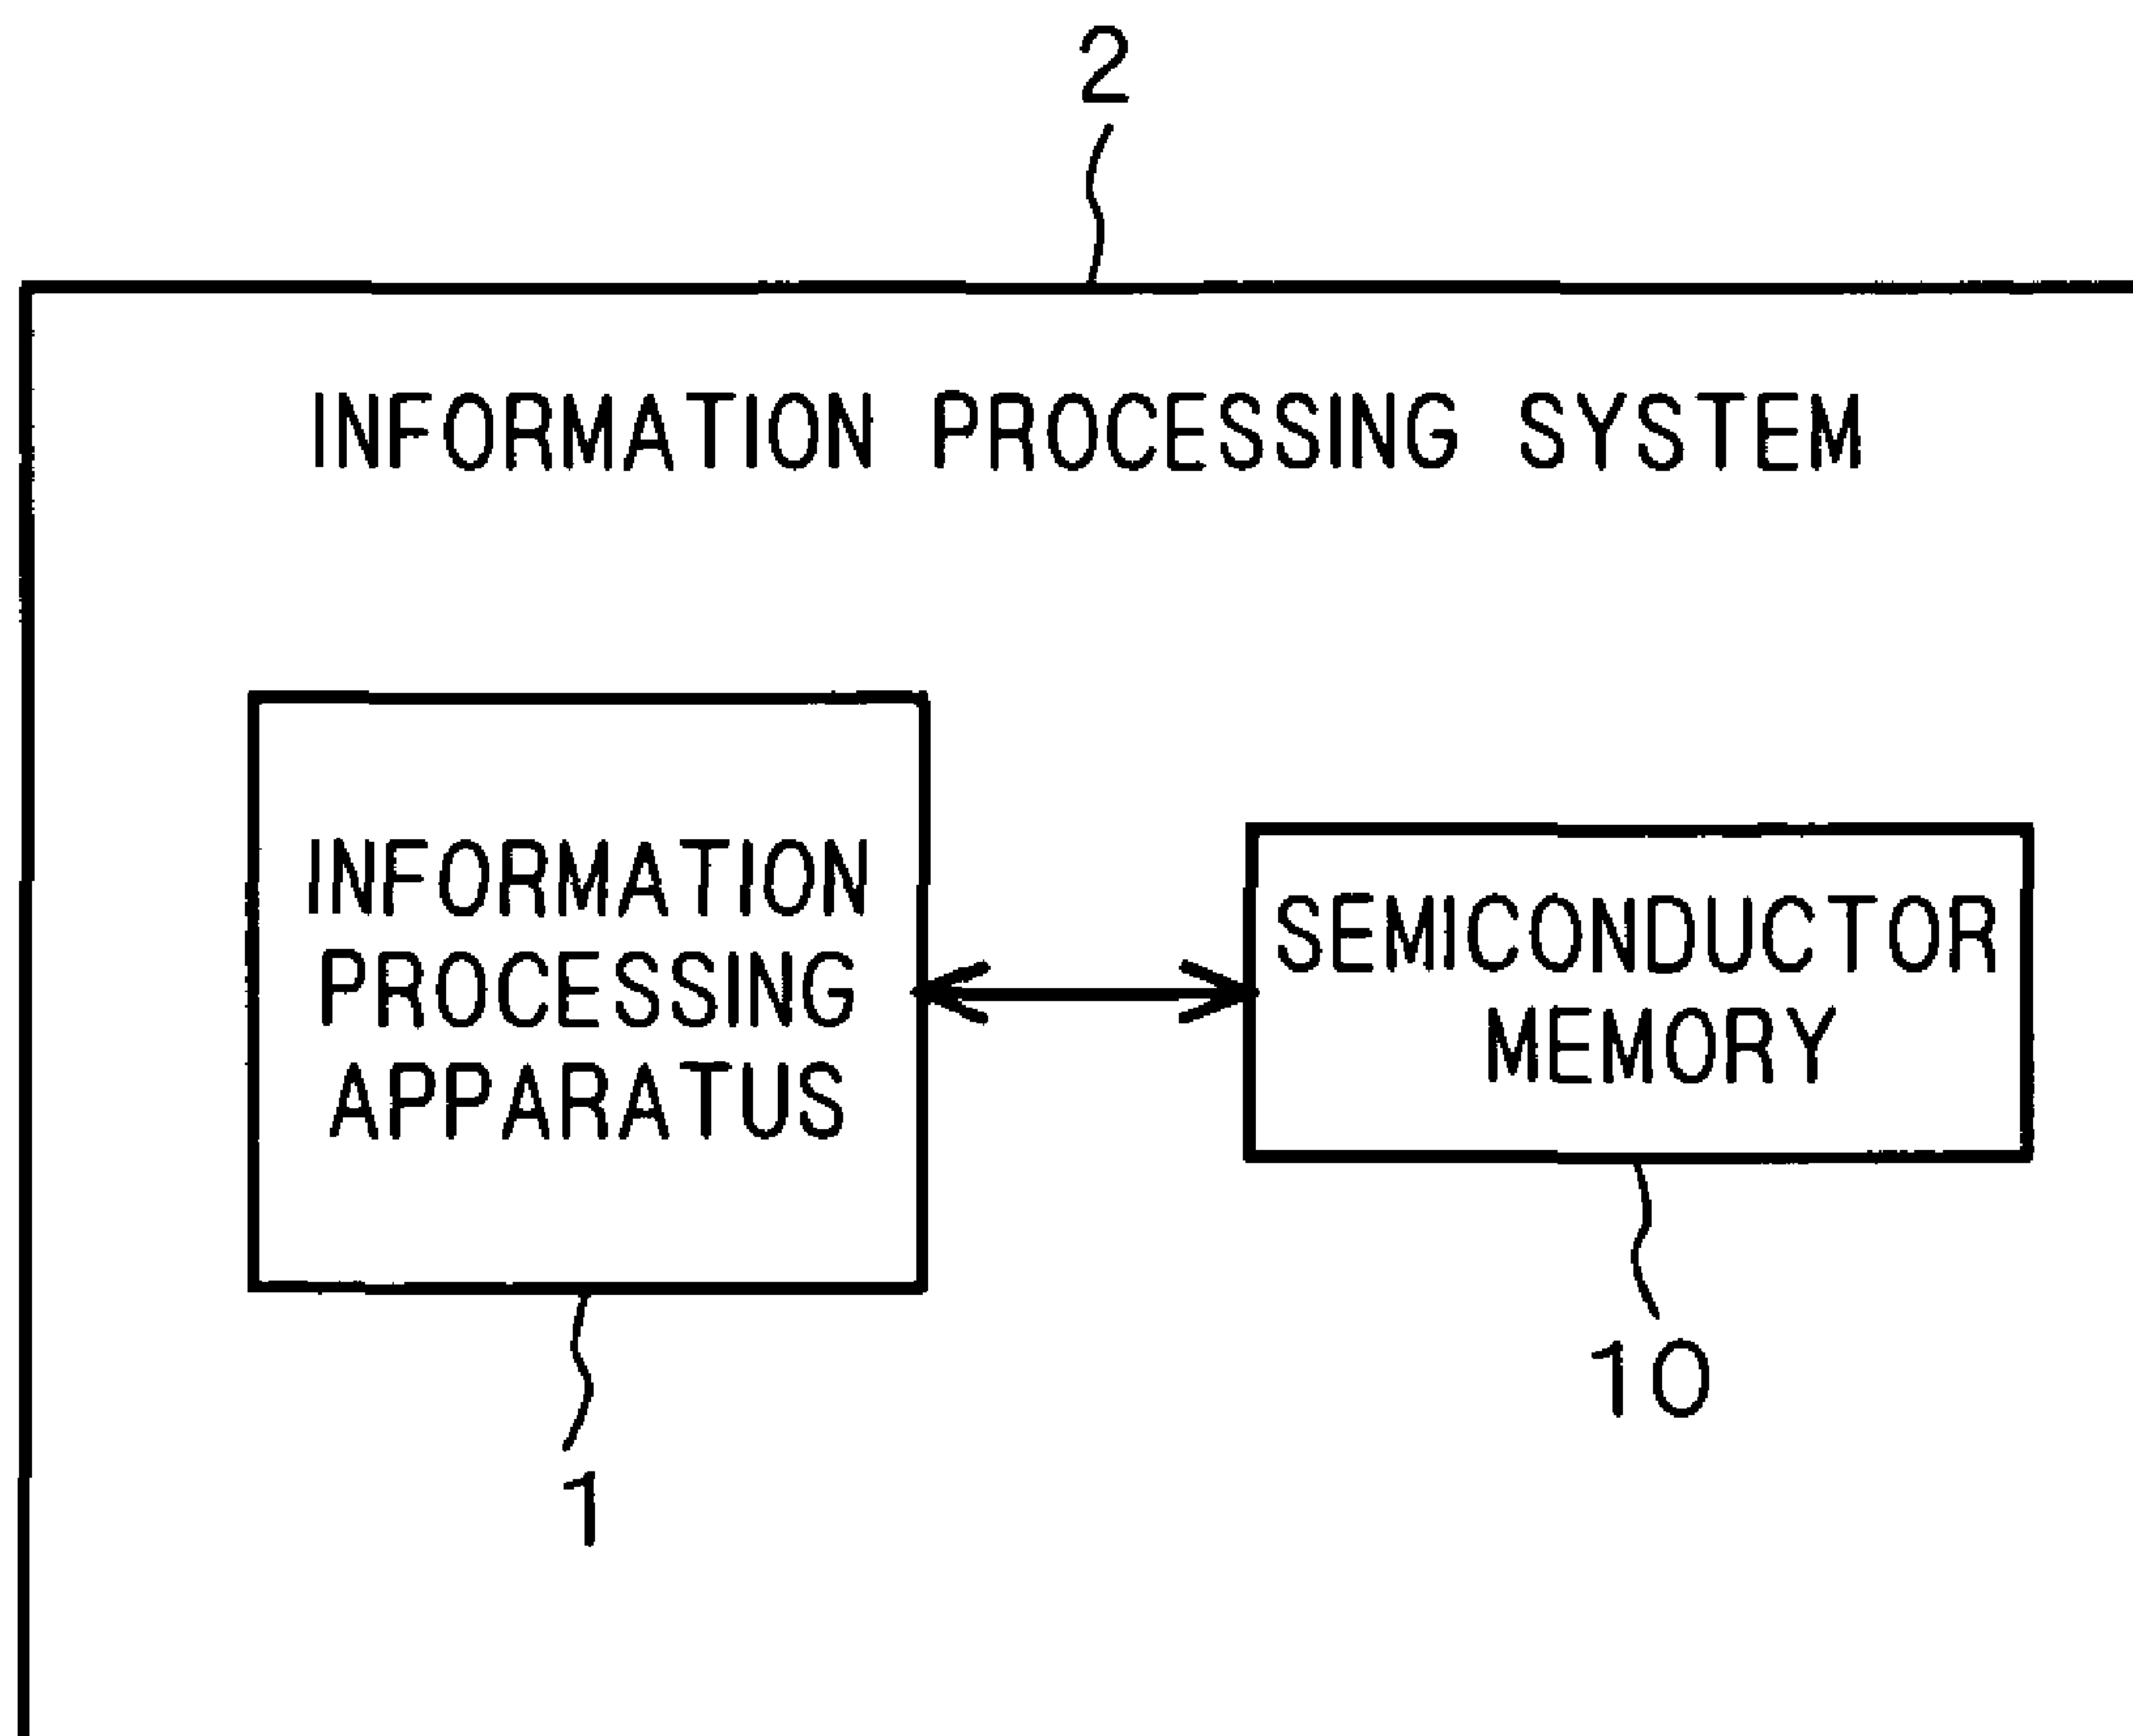 2
INFORMATION PROCESSING SYSTEM
INFORMATION
PROCESSING
APPARATUS
SEMICONDUCTOR
MEMORY
10
1